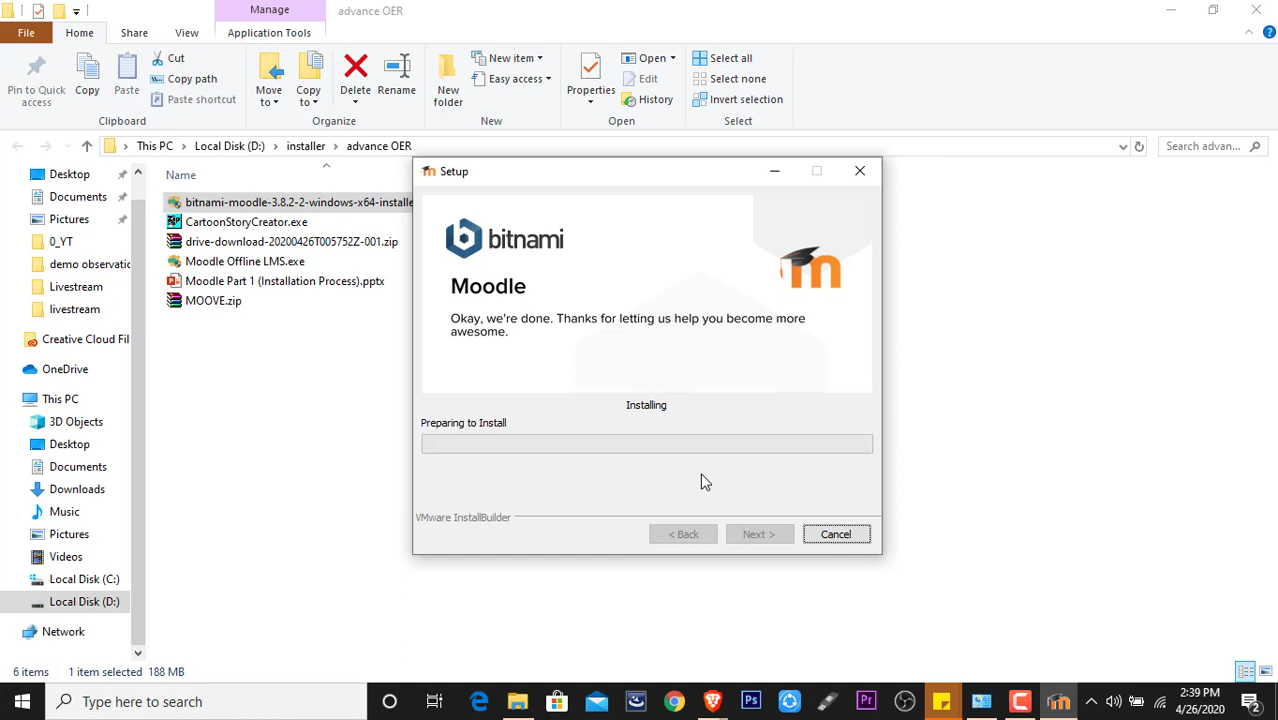 Manage
advance OER
File
Home
Share
View
Application Tools
Pin to Quick access
Copy
Paste
Cut
Copy path
Paste shortcut
Clipboard
Move to
Copy to
Delete
Rename
Organize
New folder
New item
Easy access
New
Properties
Open
Edit
History
Open
Select all
Select none
Invert selection
Select
This PC
Local Disk (D:)
installer
advance OER
Search advan...
Desktop
Documents
Pictures
0_YT
demo observatio
Livestream
livestream
Creative Cloud Fil
OneDrive
This PC
3D Objects
Desktop
Documents
Downloads
Music
Pictures
Videos
Local Disk (C:)
Local Disk (D:)
Network
Name
bitnami-moodle-3.8.2-2-windows-x64-installe
CartoonStoryCreator.exe
drive-download-20200426T005752Z-001.zip
Moodle Offline LMS.exe
Moodle Part 1 (Installation Process).pptx
MOOVE.zip
Setup
bitnami
m
Moodle
Okay, we're done. Thanks for letting us help you become more
awesome.
Installing
Preparing to Install
VMware InstallBuilder
< Back
Next >
Cancel
6 items
1 item selected
188 MB
Type here to search
Ps
Pr
2:39 PM
4/26/2020
2